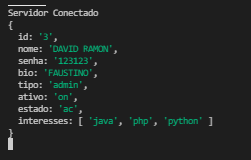 Servidor Conectado
{
  id: '3',
  nome: 'DAVID RAMON',
  senha: '123123',
  bio: 'FAUSTINO',
  tipo: 'admin',
  ativo: 'on',
  estado: 'ac',
  interesses: [ 'java', 'php', 'python' ]
}